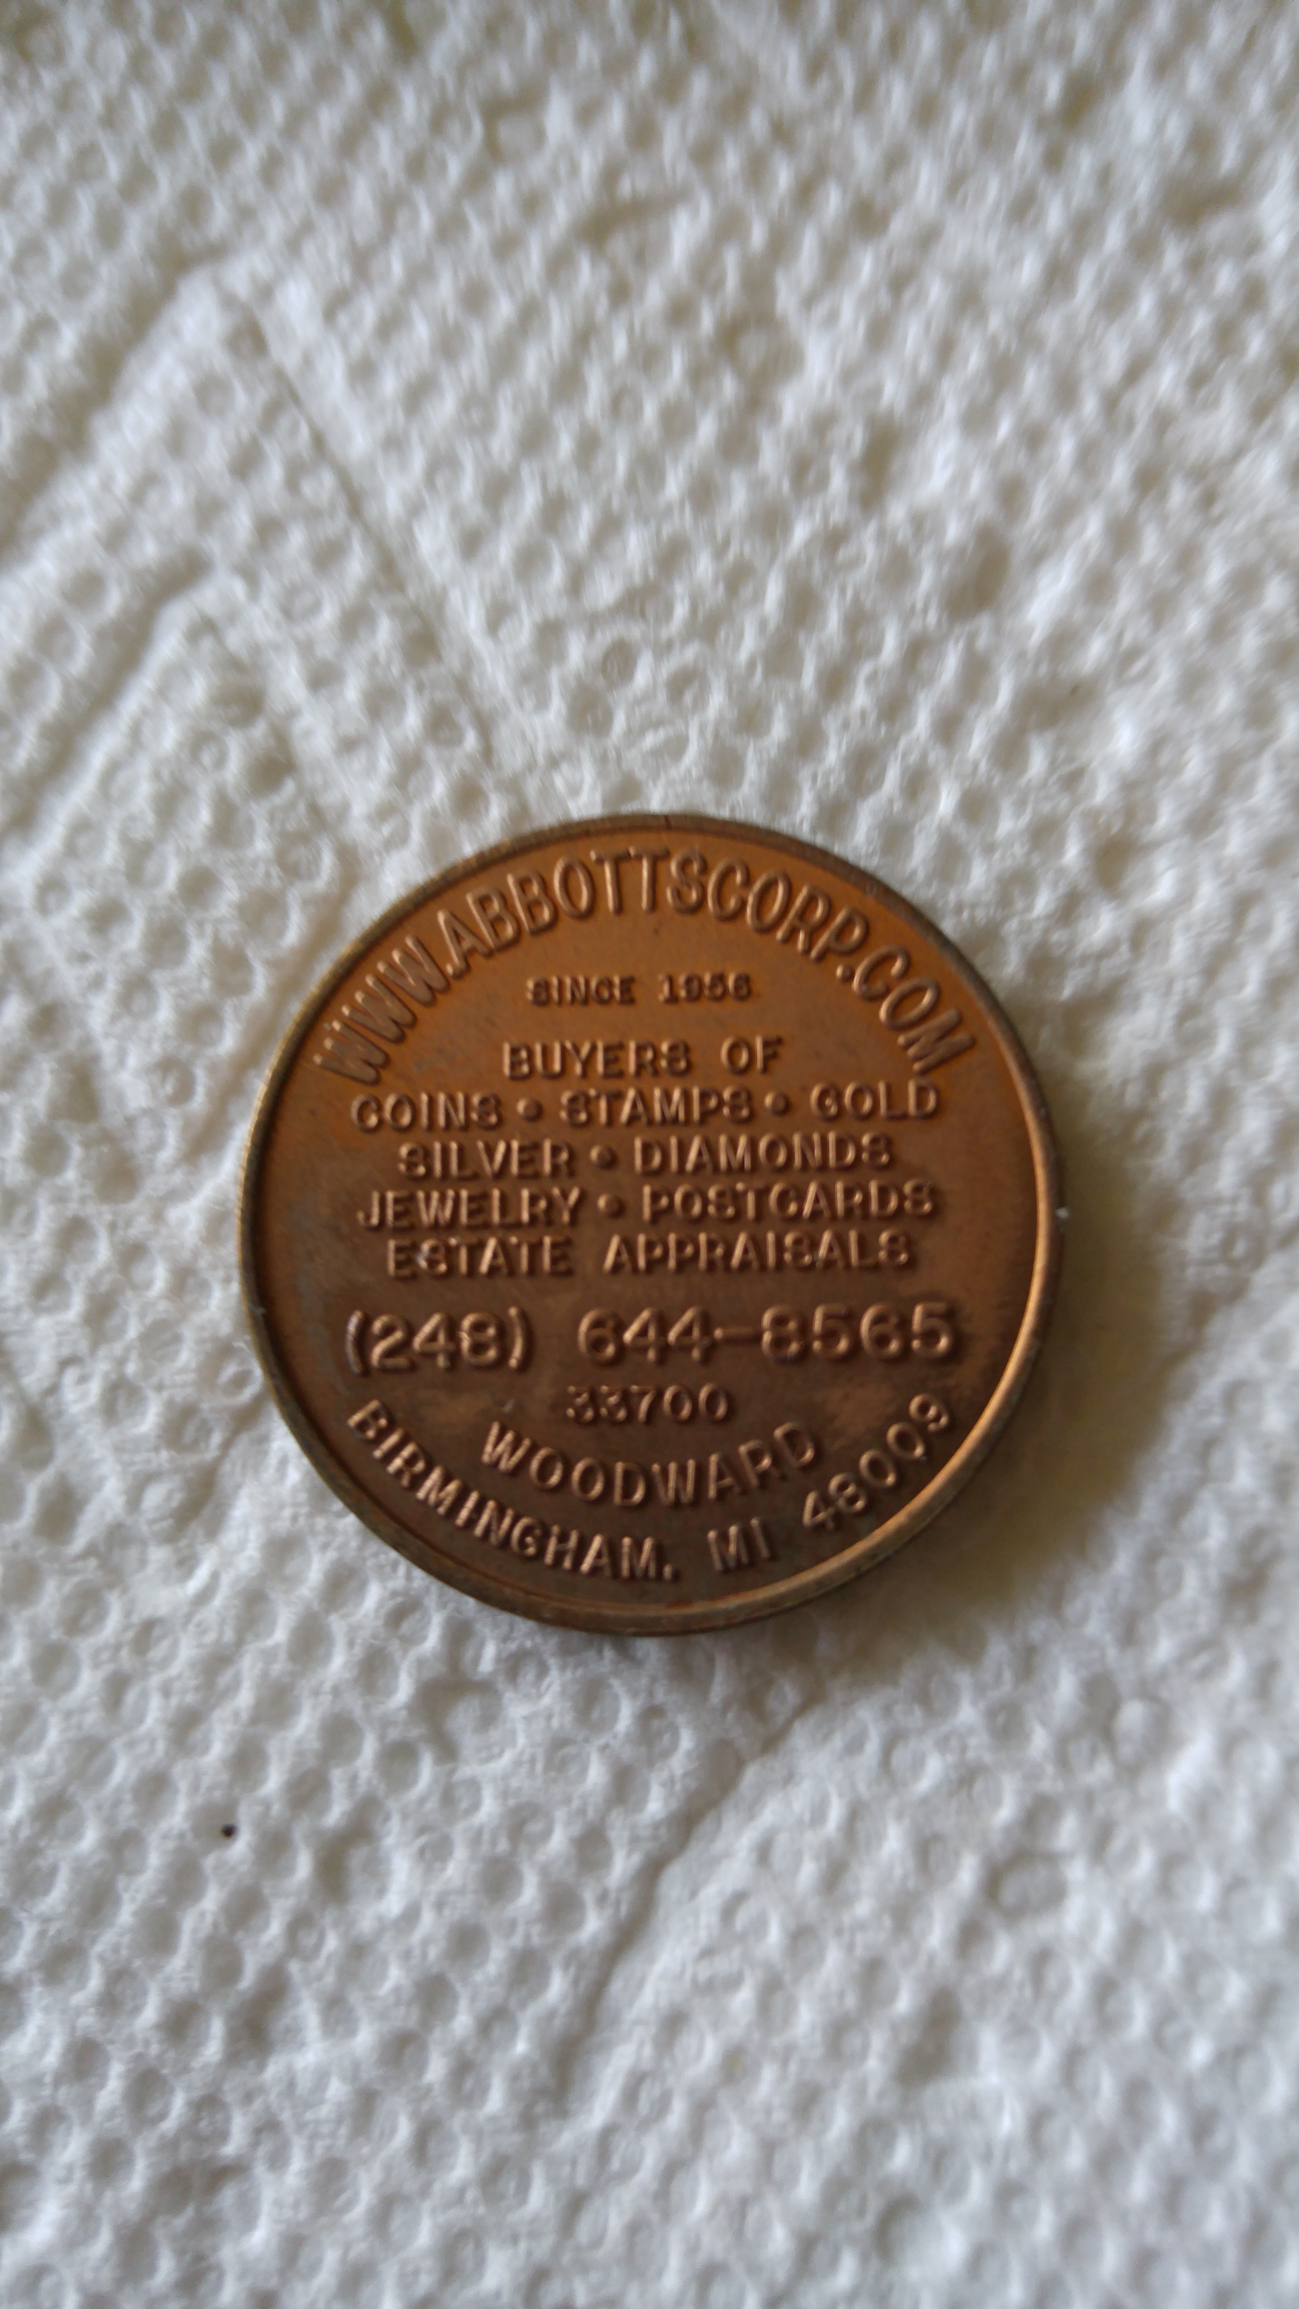 WWW.ABBOTTSCORP.COM
SINCE 1956
BUYERS OF
COINS • STAMPS • GOLD
SILVER • DIAMONDS
JEWELRY • POSTCARDS
ESTATE APPRAISALS
(248) 644-8565
33700
WOODWARD
BIRMINGHAM, MI 48009